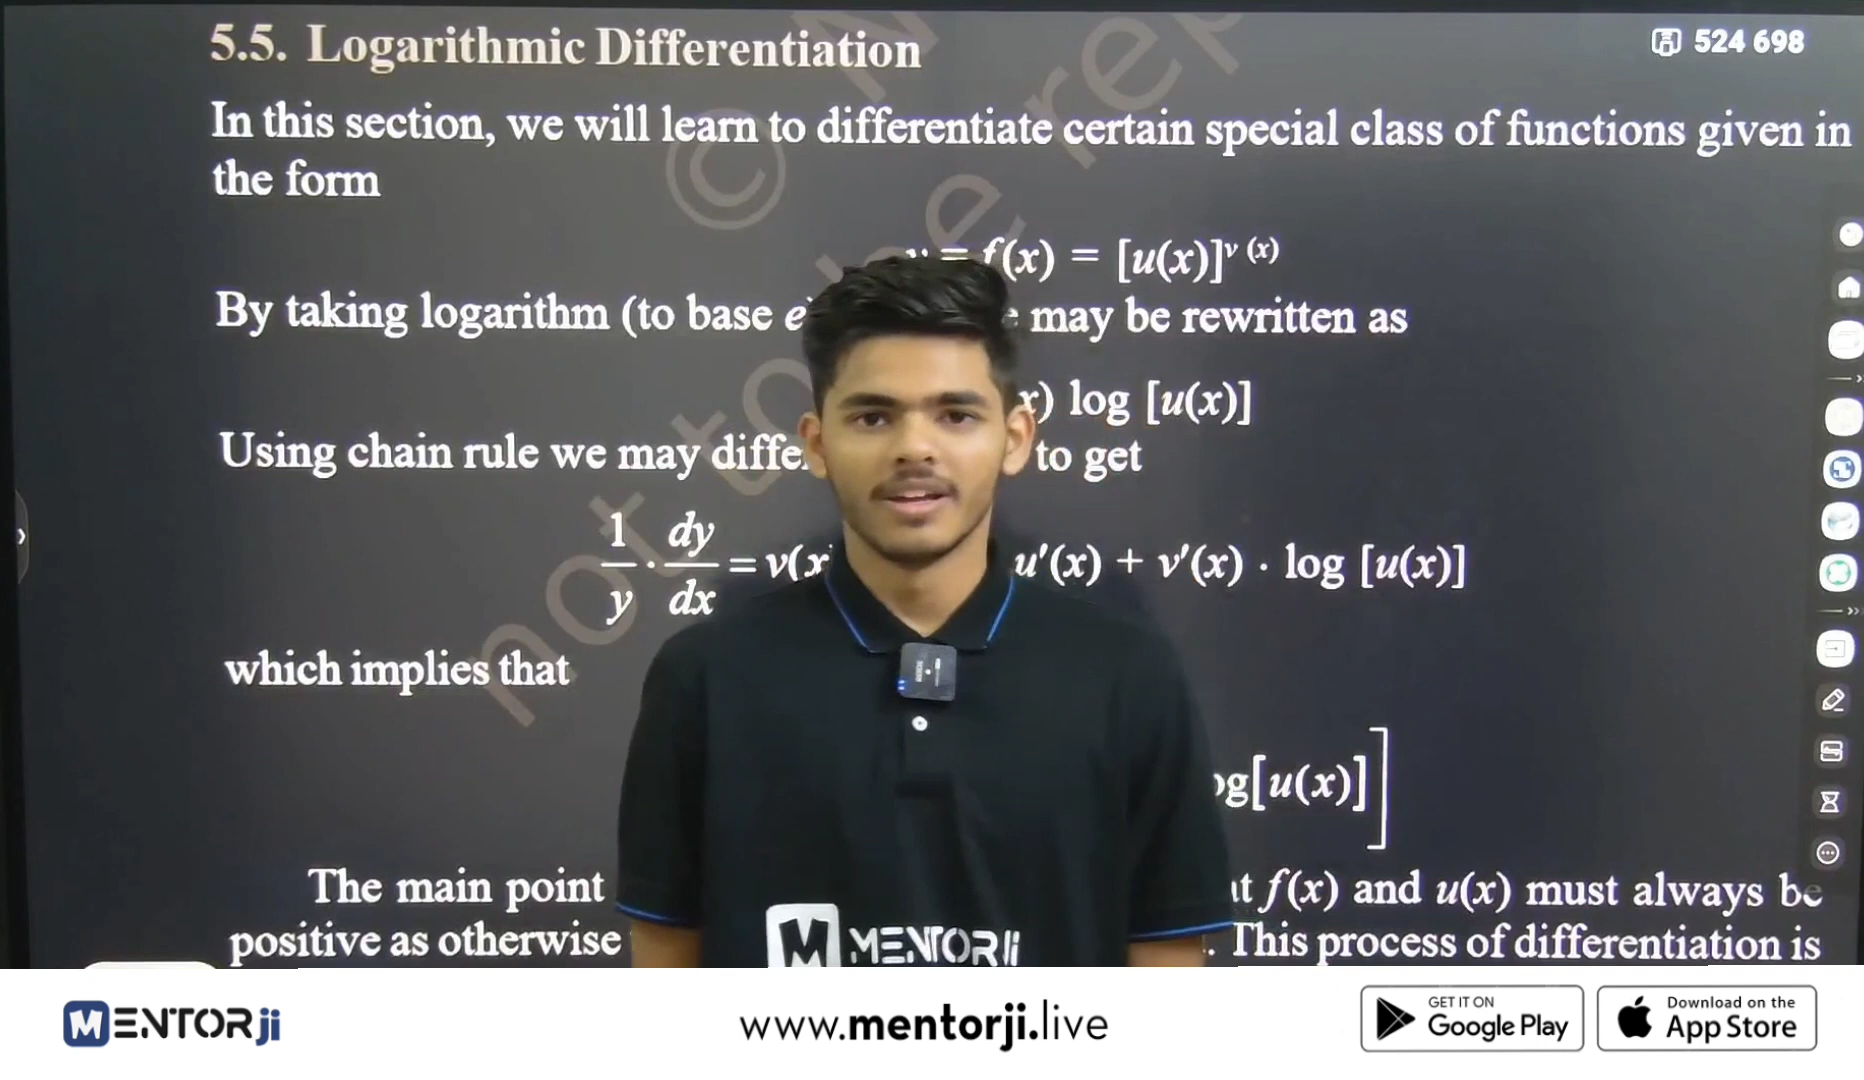 5.5. Logarithmic Differentiation
524 698
In this section, we will learn to differentiate certain special class of functions given in
the form
f(x) = [u(x)]^v (x)
By taking logarithm (to base e may be rewritten as
x) log [u(x)]
Using chain rule we may to get
1/y · dy/dx = v(x u′(x) + v′(x) · log [u(x)]
which implies that
[u(x)]]
The main point f(x) and u(x) must always be
positive as otherwise . This process of differentiation is
© N
not to be rep
MENTORji
MENTORji
www.mentorji.live
GET IT ON
Google Play
Download on the
App Store